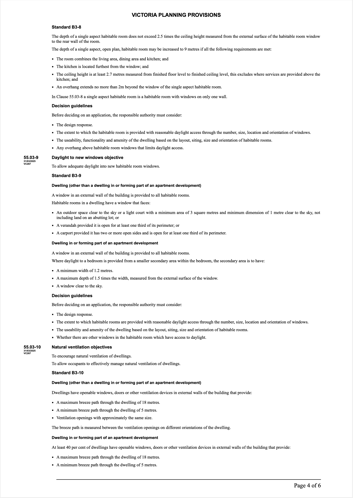 VICTORIA PLANNING PROVISIONS
Standard B3-8
The depth of a single aspect habitable room does not exceed 2.5 times the ceiling height measured from the external surface of the habitable room window
to the rear wall of the room.
The depth of a single aspect, open plan, habitable room may be increased to 9 metres if all the following requirements are met:
• The room combines the living area, dining area and kitchen; and
• The kitchen is located furthest from the window; and
• The ceiling height is at least 2.7 metres measured from finished floor level to finished ceiling level, this excludes where services are provided above the
kitchen; and
• An overhang extends no more than 2m beyond the window of the single aspect habitable room.
In Clause 55.03-8 a single aspect habitable room is a habitable room with windows on only one wall.
Decision guidelines
Before deciding on an application, the responsible authority must consider:
• The design response.
• The extent to which the habitable room is provided with reasonable daylight access through the number, size, location and orientation of windows.
• The useability, functionality and amenity of the dwelling based on the layout, siting, size and orientation of habitable rooms.
• Any overhang above habitable room windows that limits daylight access.
55.03-9 Daylight to new windows objective
To allow adequate daylight into new habitable room windows.
Standard B3-9
Dwelling (other than a dwelling in or forming part of an apartment development)
A window in an external wall of the building is provided to all habitable rooms.
Habitable rooms in a dwelling have a window that faces:
• An outdoor space clear to the sky or a light court with a minimum area of 3 square metres and minimum dimension of 1 metre clear to the sky, not
including land on an abutting lot; or
• A verandah provided it is open for at least one third of its perimeter; or
• A carport provided it has two or more open sides and is open for at least one third of its perimeter.
Dwelling in or forming part of an apartment development
A window in an external wall of the building is provided to all habitable rooms.
Where daylight to a bedroom is provided from a smaller secondary area within the bedroom, the secondary area is to have:
• A minimum width of 1.2 metres.
• A maximum depth of 1.5 times the width, measured from the external surface of the window.
• A window clear to the sky.
Decision guidelines
Before deciding on an application, the responsible authority must consider:
• The design response.
• The extent to which habitable rooms are provided with reasonable daylight access through the number, size, location and orientation of windows.
• The useability and amenity of the dwelling based on the layout, siting, size and orientation of habitable rooms.
• Whether there are other windows in the habitable room which have access to daylight.
55.03-10 Natural ventilation objectives
To encourage natural ventilation of dwellings.
To allow occupants to effectively manage natural ventilation of dwellings.
Standard B3-10
Dwelling (other than a dwelling in or forming part of an apartment development)
Dwellings have openable windows, doors or other ventilation devices in external walls of the building that provide:
• A maximum breeze path through the dwelling of 18 metres.
• A minimum breeze path through the dwelling of 5 metres.
• Ventilation openings with approximately the same size.
The breeze path is measured between the ventilation openings on different orientations of the dwelling.
Dwelling in or forming part of an apartment development
At least 40 per cent of dwellings have openable windows, doors or other ventilation devices in external walls of the building that provide:
• A maximum breeze path through the dwelling of 18 metres.
• A minimum breeze path through the dwelling of 5 metres.
Page 4 of 6